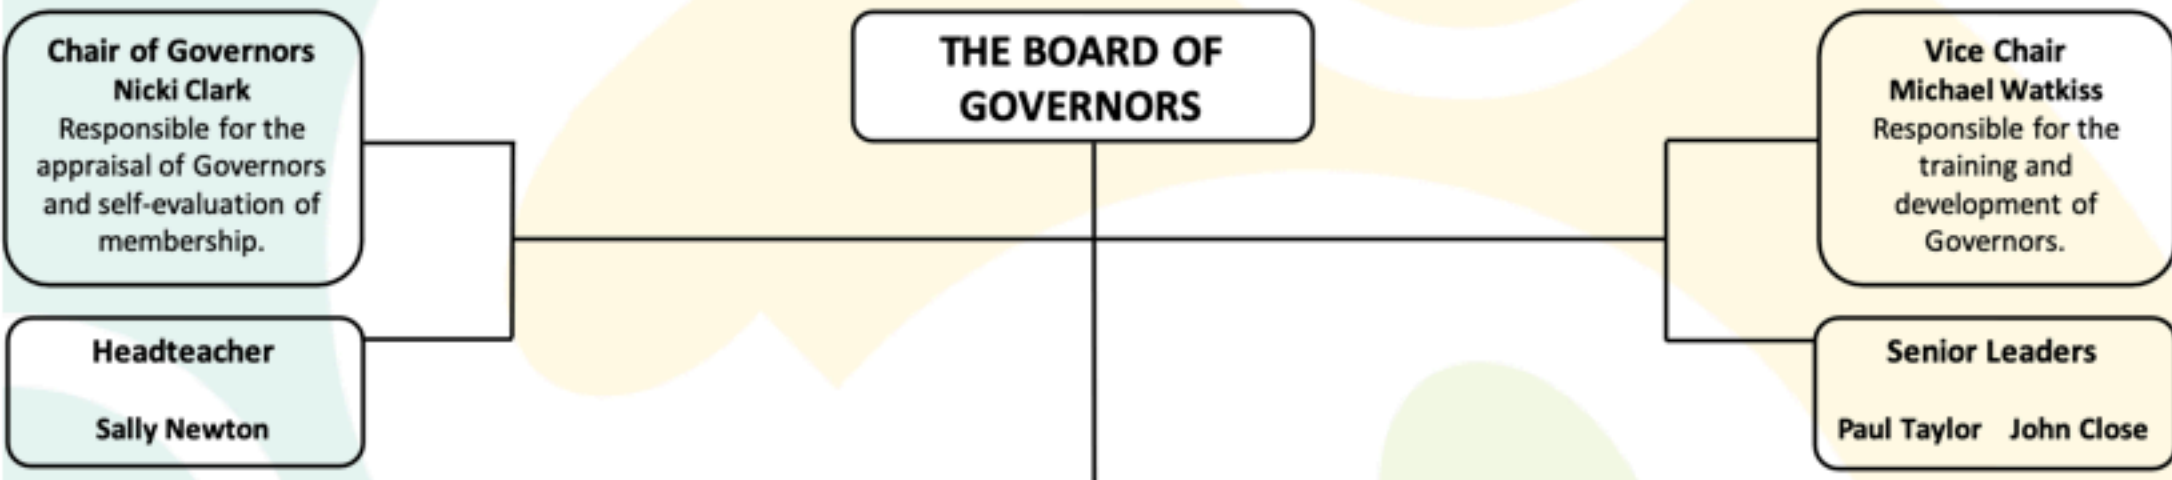 Chair of Governors
Nicki Clark
Responsible for the
appraisal of Governors
and self-evaluation of
membership.
THE BOARD OF
GOVERNORS
Vice Chair
Michael Watkiss
Responsible for the
training and
development of
Governors.
Headteacher
Sally Newton
Senior Leaders
Paul Taylor John Close